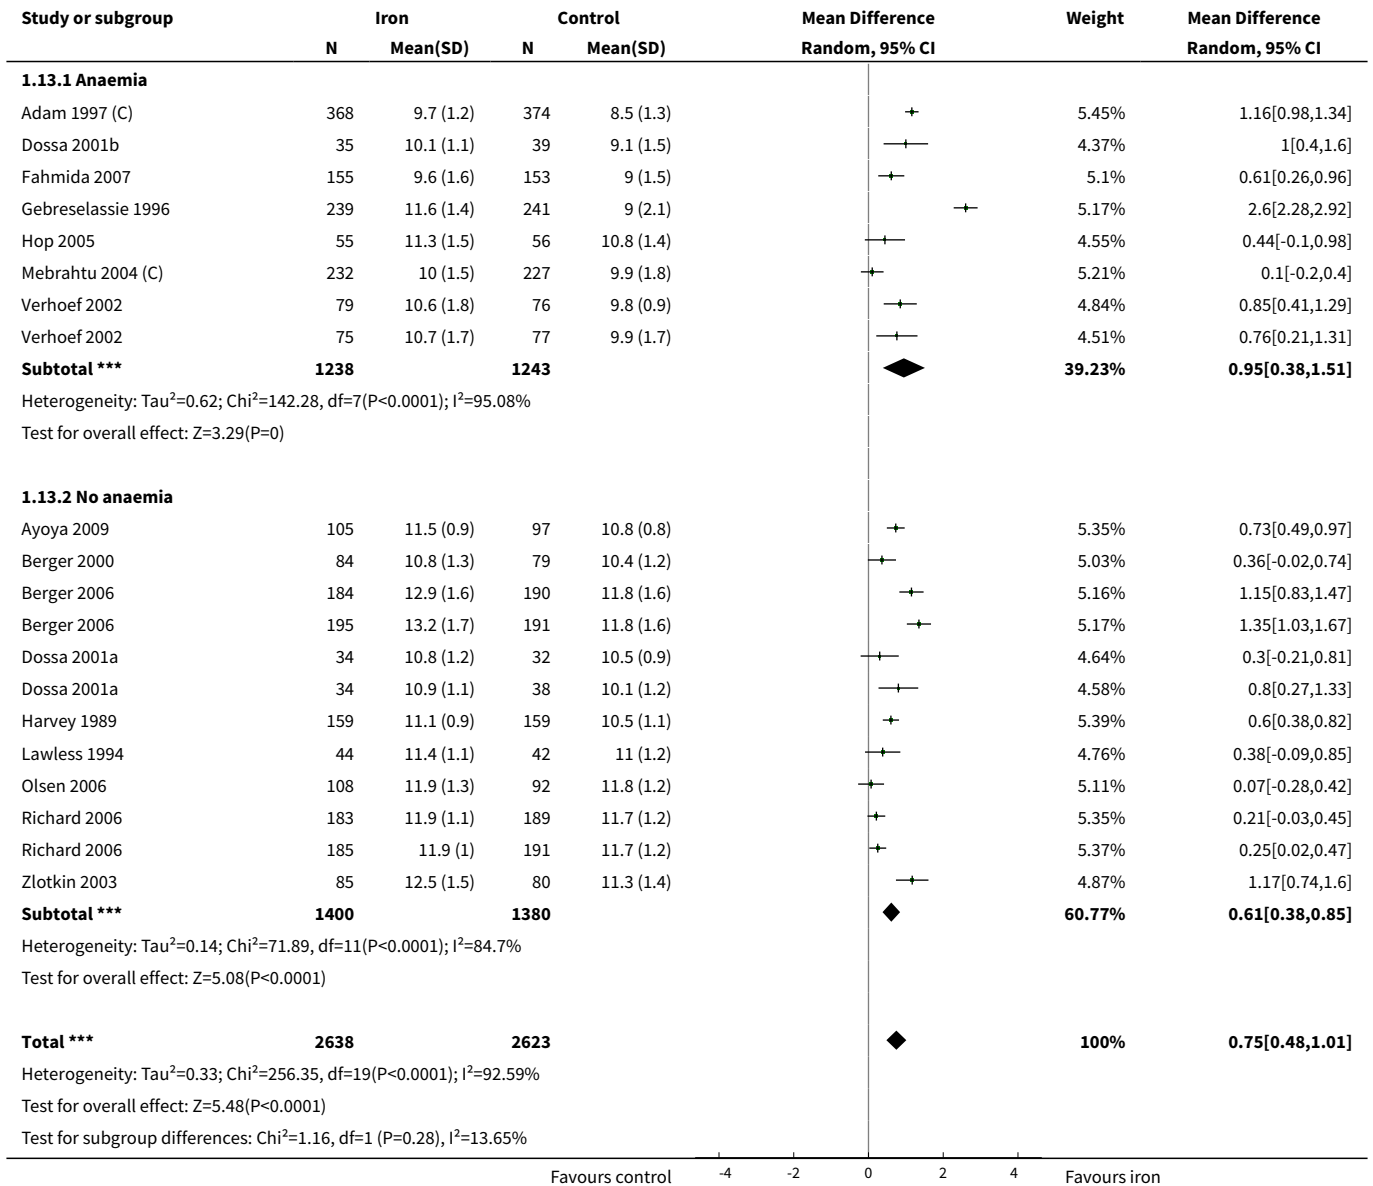 Study or subgroup Iron Control Mean Difference Weight Mean Difference
N Mean(SD) N Mean(SD) Random, 95% CI Random, 95% CI
1.13.1 Anaemia
Adam 1997 (C) 368 9.7 (1.2) 374 8.5 (1.3) 5.45% 1.16[0.98,1.34]
Dossa 2001b 35 10.1 (1.1) 39 9.1 (1.5) 4.37% 1[0.4,1.6]
Fahmida 2007 155 9.6 (1.6) 153 9 (1.5) 5.1% 0.61[0.26,0.96]
Gebreselassie 1996 239 11.6 (1.4) 241 9 (2.1) 5.17% 2.6[2.28,2.92]
Hop 2005 55 11.3 (1.5) 56 10.8 (1.4) 4.55% 0.44[-0.1,0.98]
Mebrahtu 2004 (C) 232 10 (1.5) 227 9.9 (1.8) 5.21% 0.1[-0.2,0.4]
Verhoef 2002 79 10.6 (1.8) 76 9.8 (0.9) 4.84% 0.85[0.41,1.29]
Verhoef 2002 75 10.7 (1.7) 77 9.9 (1.7) 4.51% 0.76[0.21,1.31]
Subtotal *** 1238 1243 39.23% 0.95[0.38,1.51]
Heterogeneity: Tau²=0.62; Chi²=142.28, df=7(P<0.0001); I²=95.08%
Test for overall effect: Z=3.29(P=0)
1.13.2 No anaemia
Ayoya 2009 105 11.5 (0.9) 97 10.8 (0.8) 5.35% 0.73[0.49,0.97]
Berger 2000 84 10.8 (1.3) 79 10.4 (1.2) 5.03% 0.36[-0.02,0.74]
Berger 2006 184 12.9 (1.6) 190 11.8 (1.6) 5.16% 1.15[0.83,1.47]
Berger 2006 195 13.2 (1.7) 191 11.8 (1.6) 5.17% 1.35[1.03,1.67]
Dossa 2001a 34 10.8 (1.2) 32 10.5 (0.9) 4.64% 0.3[-0.21,0.81]
Dossa 2001a 34 10.9 (1.1) 38 10.1 (1.2) 4.58% 0.8[0.27,1.33]
Harvey 1989 159 11.1 (0.9) 159 10.5 (1.1) 5.39% 0.6[0.38,0.82]
Lawless 1994 44 11.4 (1.1) 42 11 (1.2) 4.76% 0.38[-0.09,0.85]
Olsen 2006 108 11.9 (1.3) 92 11.8 (1.2) 5.11% 0.07[-0.28,0.42]
Richard 2006 183 11.9 (1.1) 189 11.7 (1.2) 5.35% 0.21[-0.03,0.45]
Richard 2006 185 11.9 (1) 191 11.7 (1.2) 5.37% 0.25[0.02,0.47]
Zlotkin 2003 85 12.5 (1.5) 80 11.3 (1.4) 4.87% 1.17[0.74,1.6]
Subtotal *** 1400 1380 60.77% 0.61[0.38,0.85]
Heterogeneity: Tau²=0.14; Chi²=71.89, df=11(P<0.0001); I²=84.7%
Test for overall effect: Z=5.08(P<0.0001)
Total *** 2638 2623 100% 0.75[0.48,1.01]
Heterogeneity: Tau²=0.33; Chi²=256.35, df=19(P<0.0001); I²=92.59%
Test for overall effect: Z=5.48(P<0.0001)
Test for subgroup differences: Chi²=1.16, df=1 (P=0.28), I²=13.65%
Favours control -4 -2 0 2 4 Favours iron